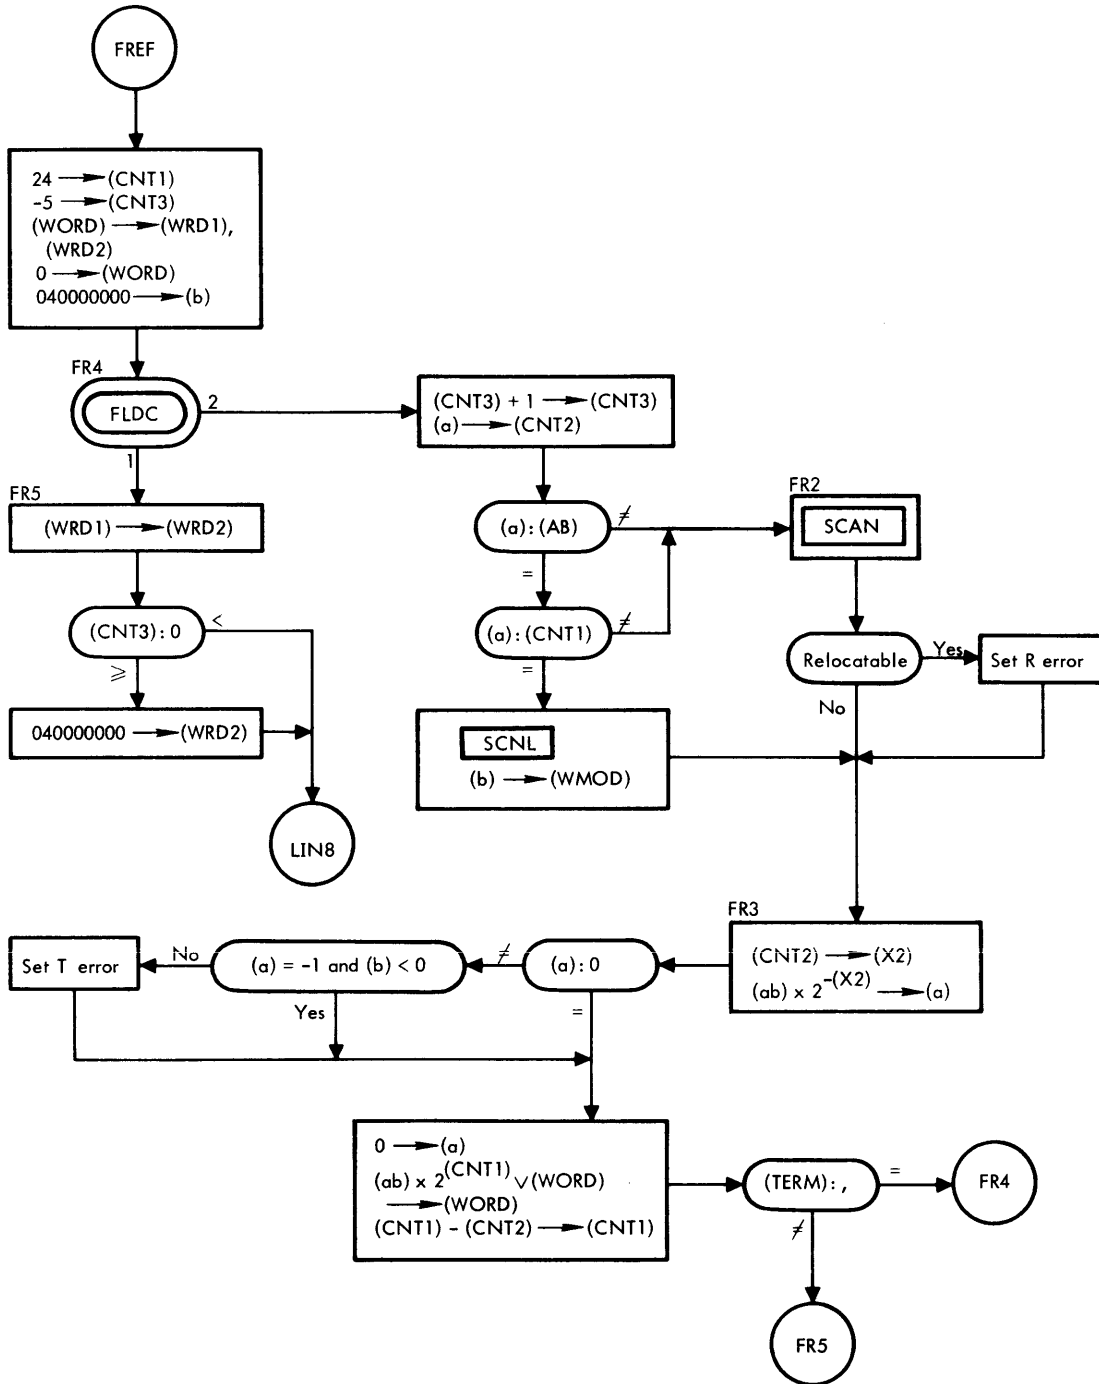 FREF
24 → (CNT1)
-5 → (CNT3)
(WORD) → (WRD1),
(WRD2)
0 → (WORD)
040000000 → (b)
FR4
FLDC
2
1
(CNT3) + 1 → (CNT3)
(a) → (CNT2)
FR5
(WRD1) → (WRD2)
(a) : (AB)
≠
=
FR2
SCAN
(CNT3) : 0
<
≥
(a) : (CNT1)
≠
=
Relocatable
Yes
No
Set R error
040000000 → (WRD2)
SCNL
(b) → (WMOD)
LIN8
FR3
(CNT2) → (X2)
(ab) x 2^-(X2) → (a)
Set T error
No
(a) = -1 and (b) < 0
Yes
≠
(a) : 0
=
0 → (a)
(ab) x 2^(CNT1) ∨ (WORD)
→ (WORD)
(CNT1) - (CNT2) → (CNT1)
(TERM) : ,
=
FR4
≠
FR5